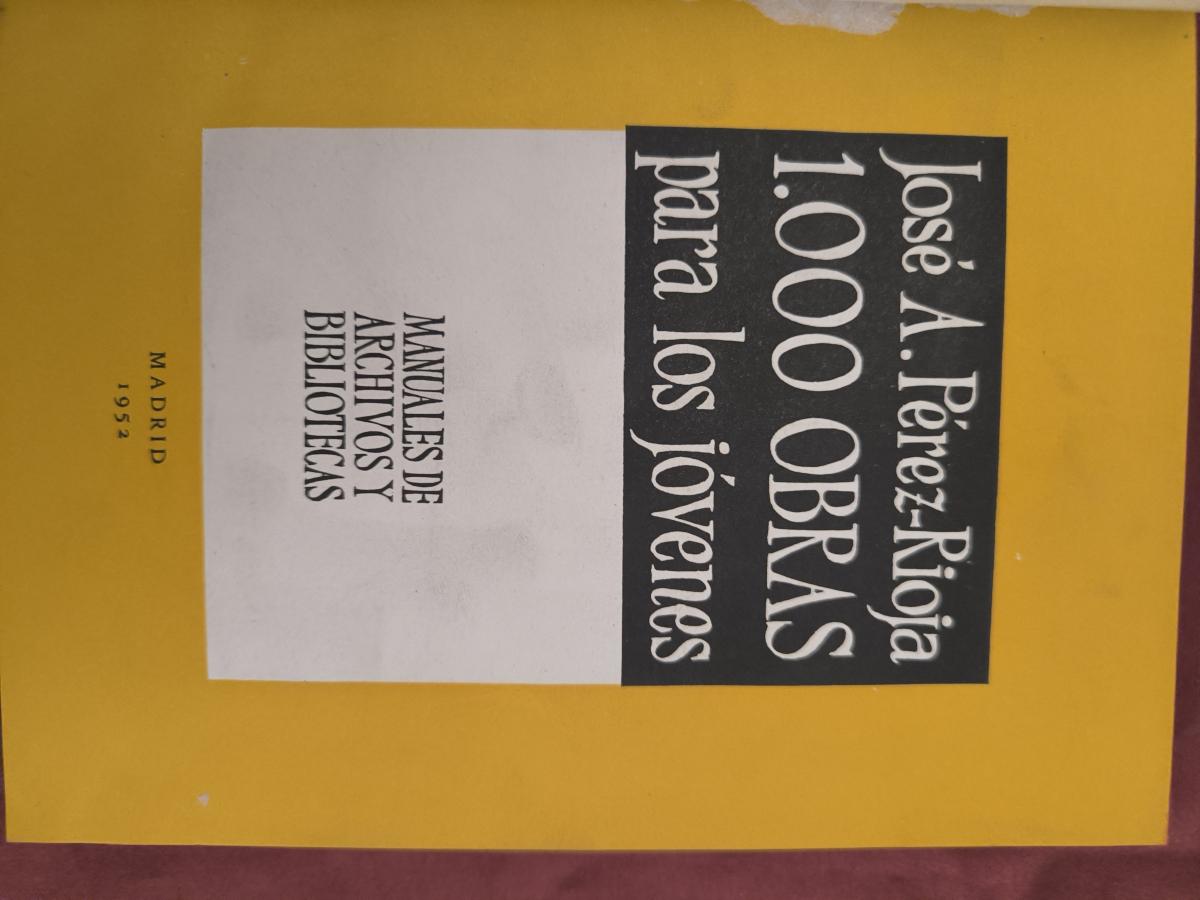 José A. Pérez-Rioja
1.000 OBRAS
para los jóvenes
MANUALES DE
ARCHIVOS Y
BIBLIOTECAS
MADRID
1952